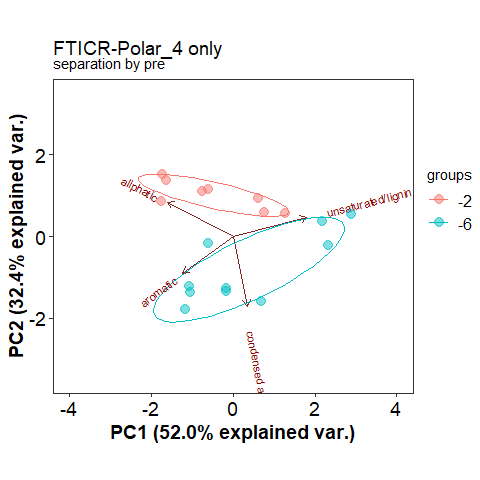 FTICR-Polar_4 only
separation by pre
PC2 (32.4% explained var.)
2
0
-2
aliphatic
unsaturated/lignin
aromatic
condensed a
groups
-2
-6
-4
-2
0
2
4
PC1 (52.0% explained var.)